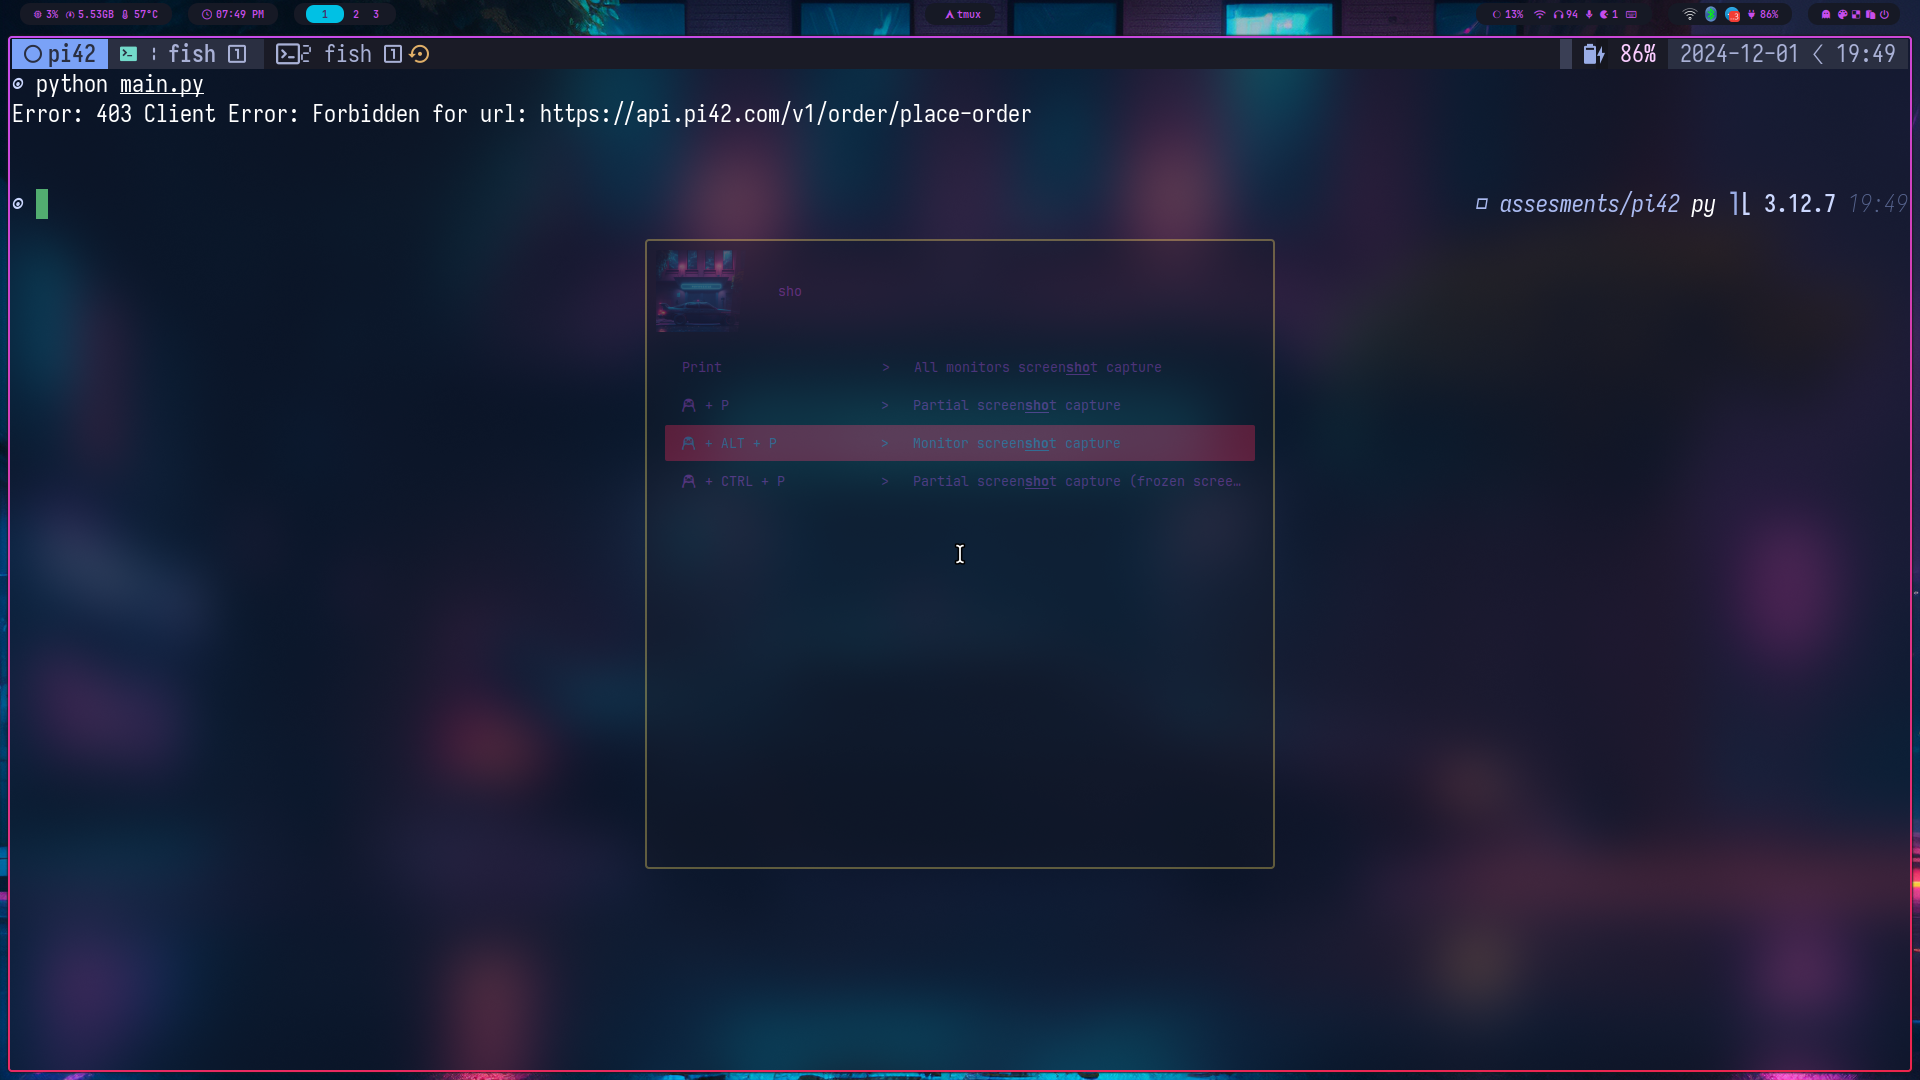 3% 5.53GB 57°C 07:49 PM 1 2 3 tmux 13% 94 1 86%
pi42 fish 1 2 fish 1 86% 2024-12-01 19:49
python main.py
Error: 403 Client Error: Forbidden for url: https://api.pi42.com/v1/order/place-order
assesments/pi42 py 3.12.7 19:49
sho
Print > All monitors screenshot capture
+ P > Partial screenshot capture
+ ALT + P > Monitor screenshot capture
+ CTRL + P > Partial screenshot capture (frozen scree…